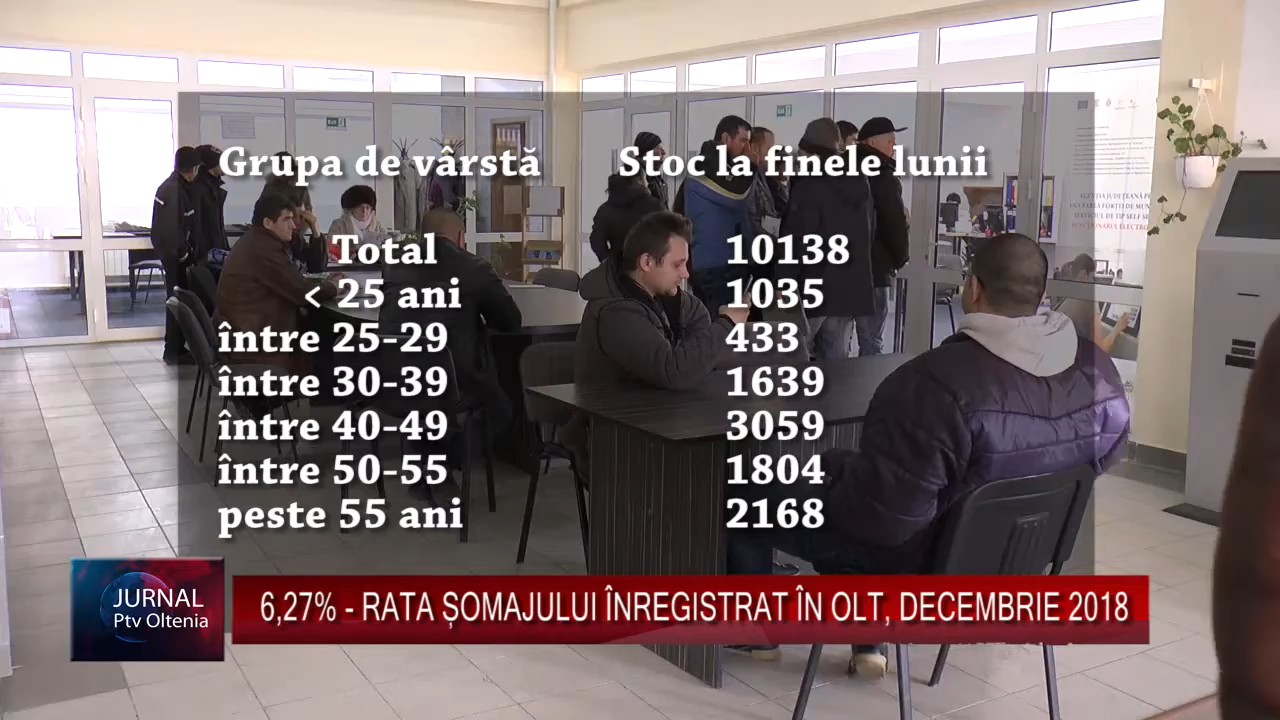 Grupa de vârstă Stoc la finele lunii
Total 10138
< 25 ani 1035
între 25-29 433
între 30-39 1639
între 40-49 3059
între 50-55 1804
peste 55 ani 2168
JURNAL
Ptv Oltenia
6,27% - RATA ȘOMAJULUI ÎNREGISTRAT ÎN OLT, DECEMBRIE 2018